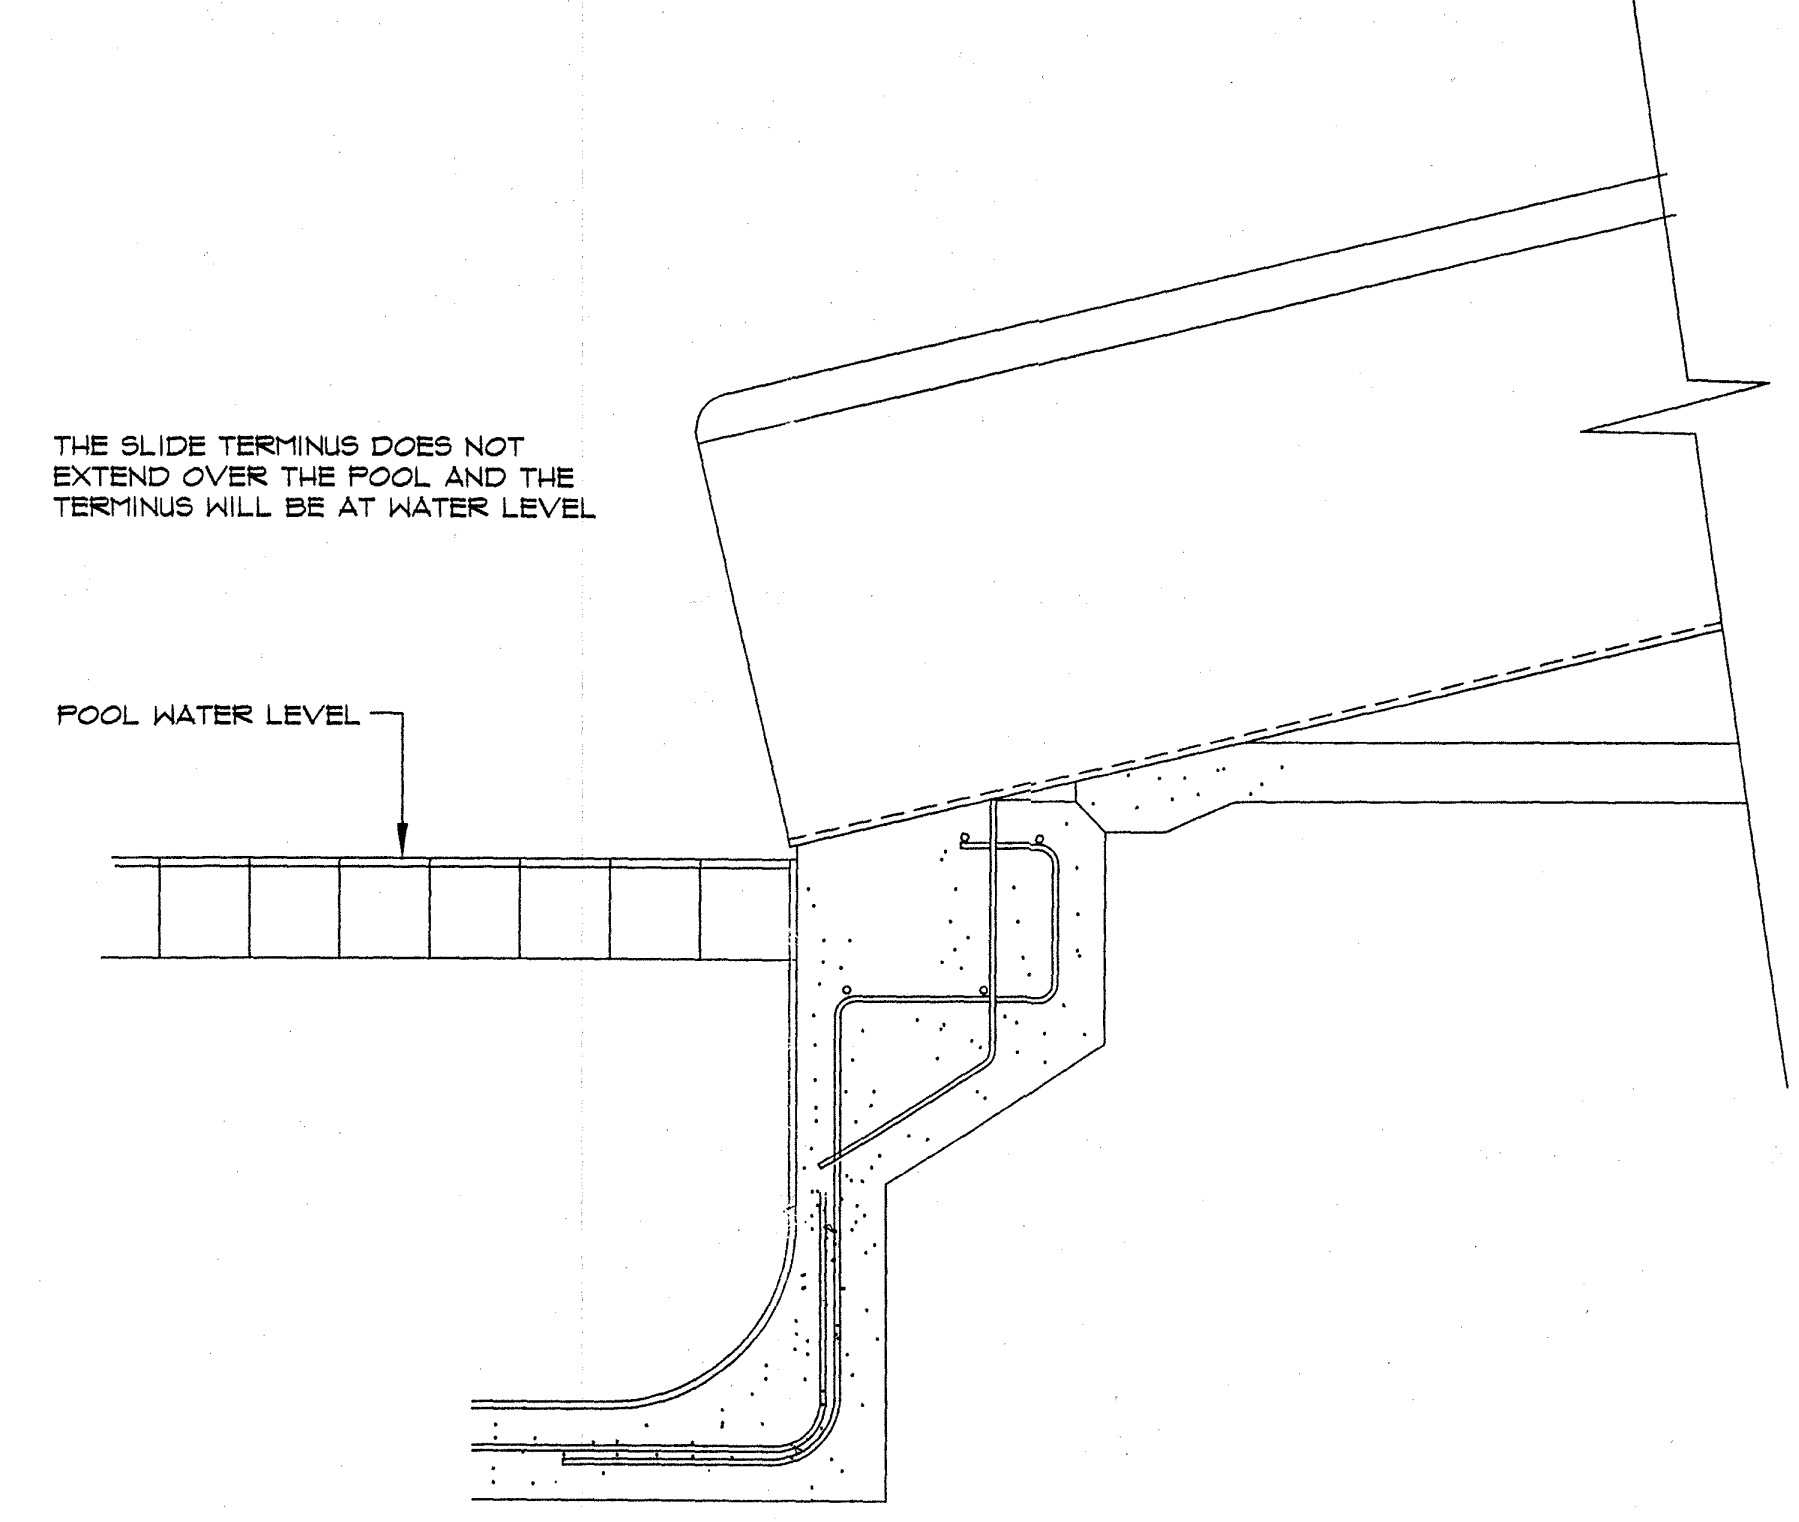 THE SLIDE TERMINUS DOES NOT
EXTEND OVER THE POOL AND THE
TERMINUS WILL BE AT WATER LEVEL
POOL WATER LEVEL